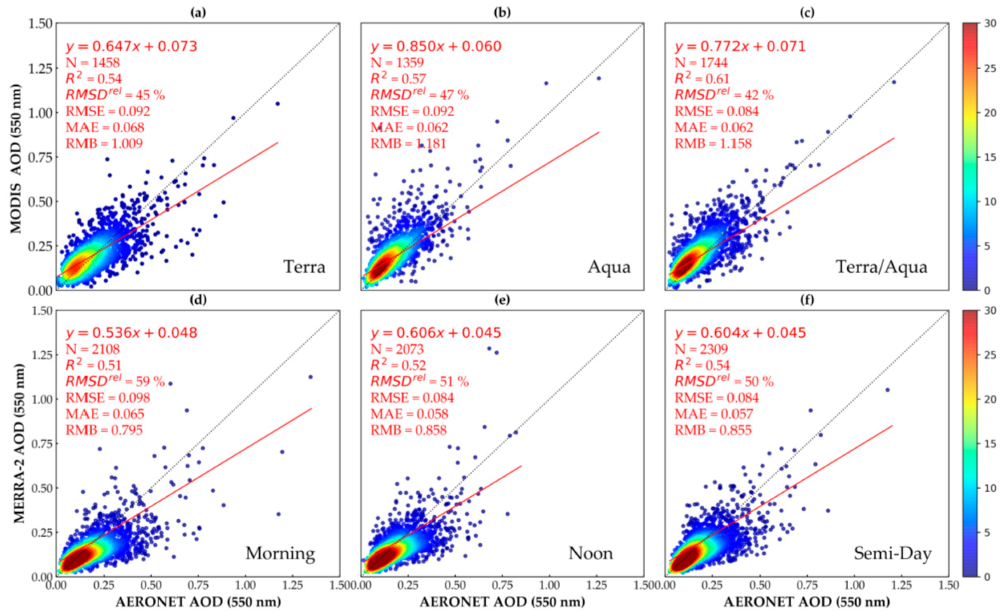 (a)
(b)
(c)
MODIS AOD (550 nm)
1.50
1.25
1.00
0.75
0.50
0.25
0.00
y = 0.647x + 0.073
N = 1458
R² = 0.54
RMSD^rel = 45 %
RMSE = 0.092
MAE = 0.068
RMB = 1.009
Terra
y = 0.850x + 0.060
N = 1359
R² = 0.57
RMSD^rel = 47 %
RMSE = 0.092
MAE = 0.062
RMB = 1.181
Aqua
y = 0.772x + 0.071
N = 1744
R² = 0.61
RMSD^rel = 42 %
RMSE = 0.084
MAE = 0.062
RMB = 1.158
Terra/Aqua
30
25
20
15
10
5
0
(d)
(e)
(f)
MERRA-2 AOD (550 nm)
1.50
1.25
1.00
0.75
0.50
0.25
0.00
y = 0.536x + 0.048
N = 2108
R² = 0.51
RMSD^rel = 59 %
RMSE = 0.098
MAE = 0.065
RMB = 0.795
Morning
y = 0.606x + 0.045
N = 2073
R² = 0.52
RMSD^rel = 51 %
RMSE = 0.084
MAE = 0.058
RMB = 0.858
Noon
y = 0.604x + 0.045
N = 2309
R² = 0.54
RMSD^rel = 50 %
RMSE = 0.084
MAE = 0.057
RMB = 0.855
Semi-Day
30
25
20
15
10
5
0
0.00 0.25 0.50 0.75 1.00 1.25 1.50
0.00 0.25 0.50 0.75 1.00 1.25 1.50
0.00 0.25 0.50 0.75 1.00 1.25 1.50
AERONET AOD (550 nm)
AERONET AOD (550 nm)
AERONET AOD (550 nm)